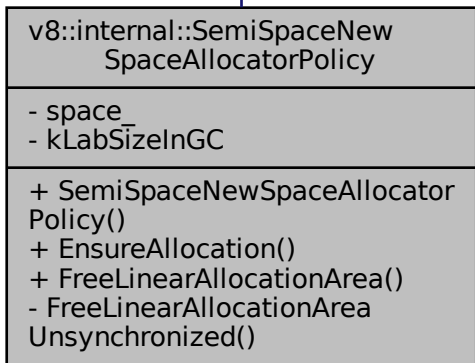 v8::internal::SemiSpaceNew
SpaceAllocatorPolicy
- space_
- kLabSizeInGC
+ SemiSpaceNewSpaceAllocator
Policy()
+ EnsureAllocation()
+ FreeLinearAllocationArea()
- FreeLinearAllocationArea
Unsynchronized()